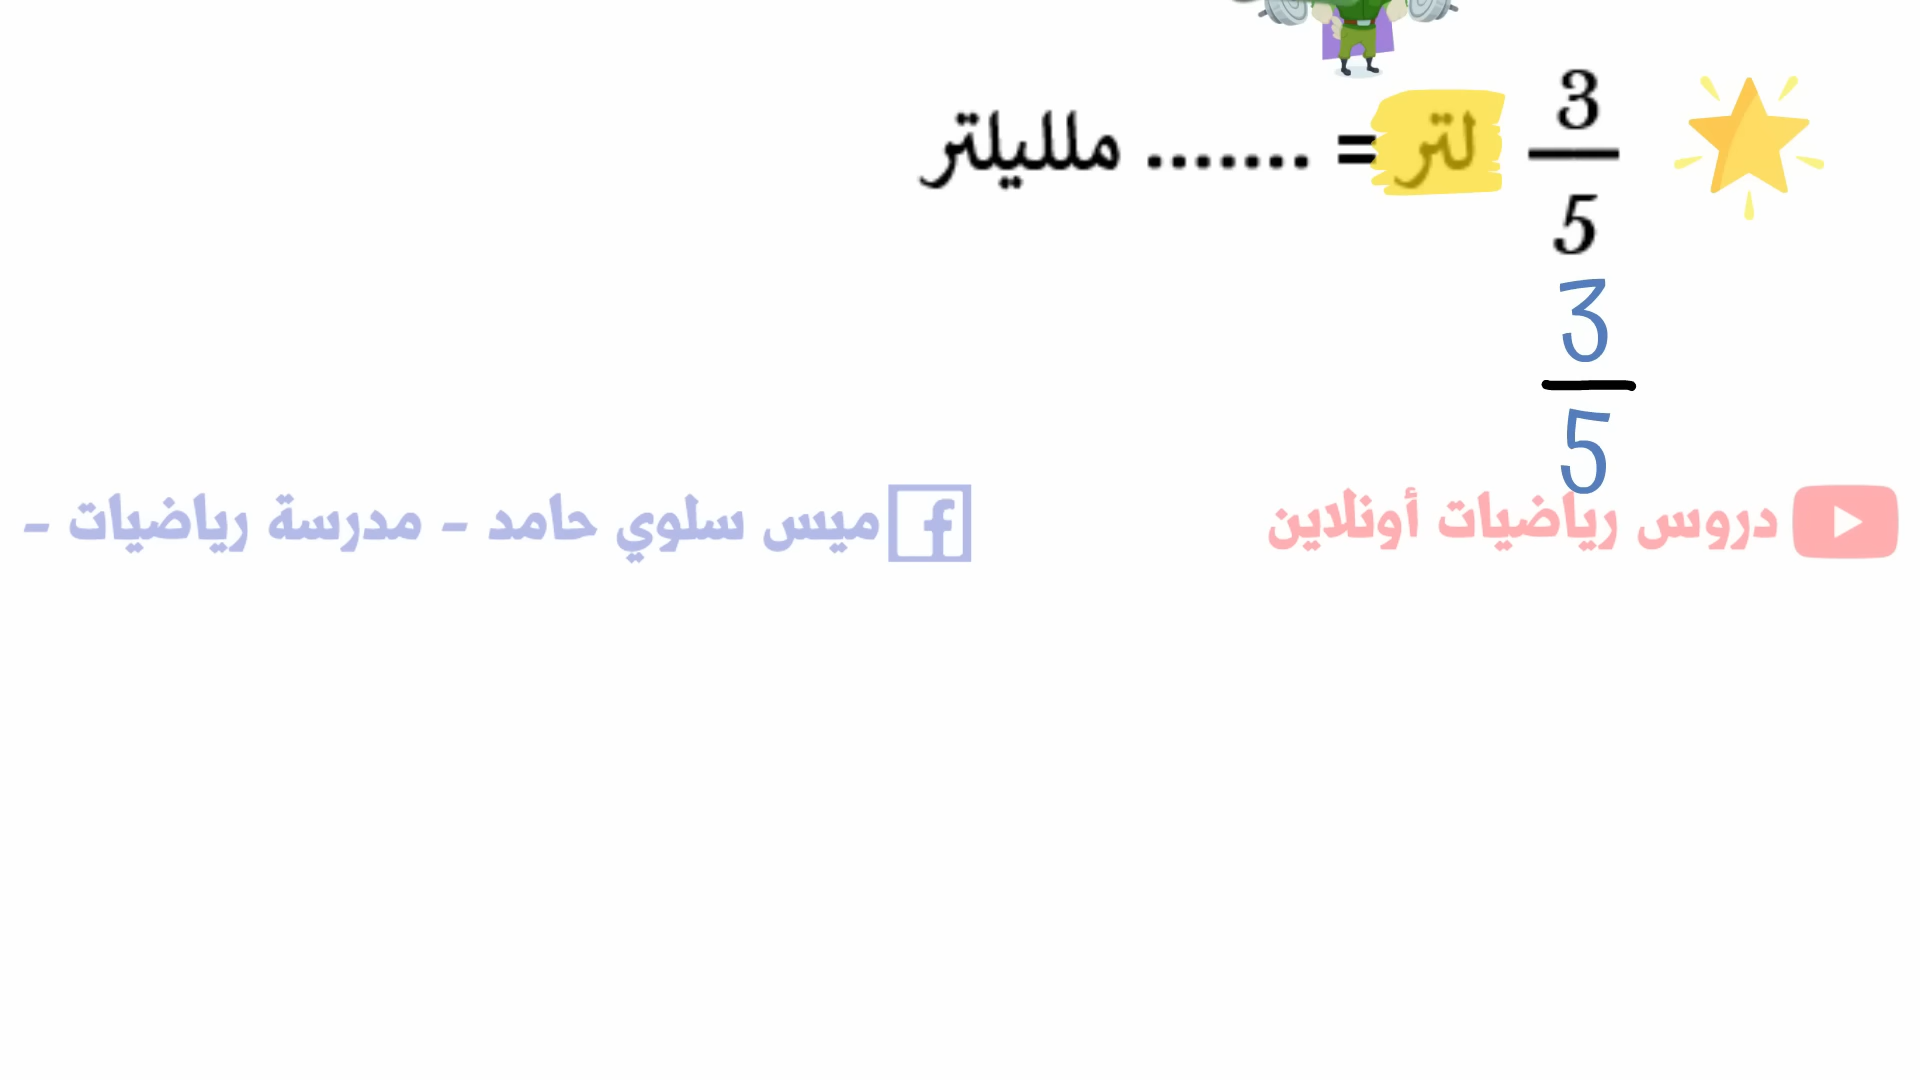 3/5 لتر = ....... ملليلتر
3
5
دروس رياضيات أونلاين
ميس سلوي حامد - مدرسة رياضيات -